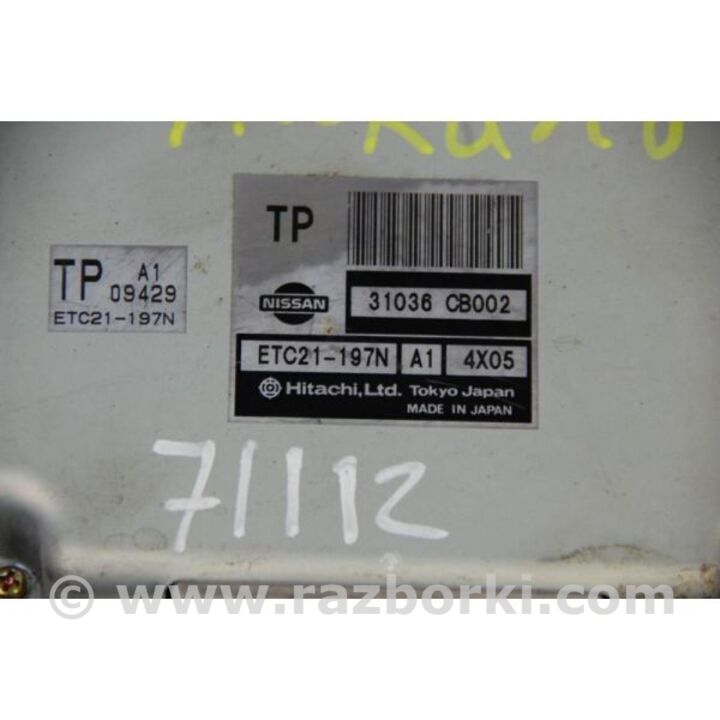 TP
NISSAN
31036 CB002
ETC21-197N A1 4X05
Hitachi, Ltd. Tokyo Japan
MADE IN JAPAN
TP A1
09429
ETC21-197N
71112
© www.razborki.com